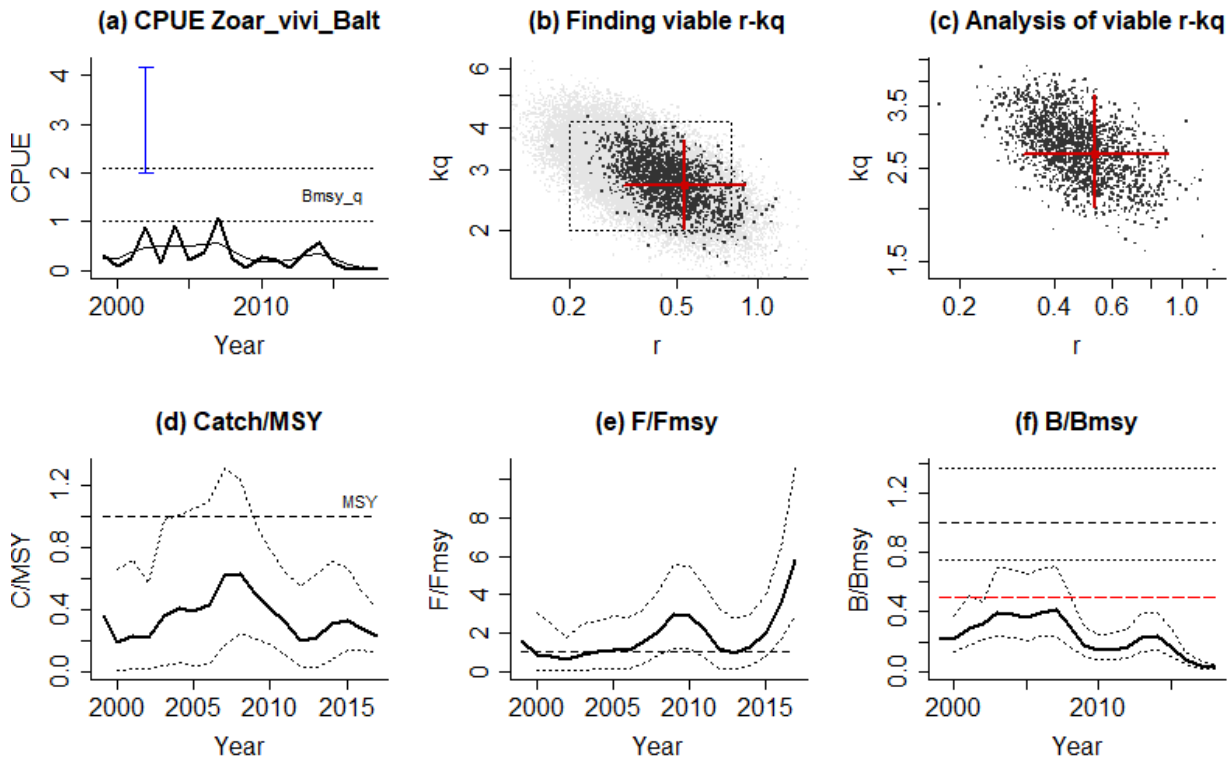 (a) CPUE Zoar_vivi_Balt
CPUE
0 1 2 3 4
Bmsy_q
2000 2010
Year
(b) Finding viable r-kq
kq
2 3 4 6
0.2 0.5 1.0
r
(c) Analysis of viable r-kq
kq
1.5 2.5 3.5
0.2 0.4 0.6 1.0
r
(d) Catch/MSY
C/MSY
0.0 0.4 0.8 1.2
MSY
2000 2005 2010 2015
Year
(e) F/Fmsy
F/Fmsy
0 2 4 6 8
2000 2005 2010 2015
Year
(f) B/Bmsy
B/Bmsy
0.0 0.4 0.8 1.2
2000 2010
Year